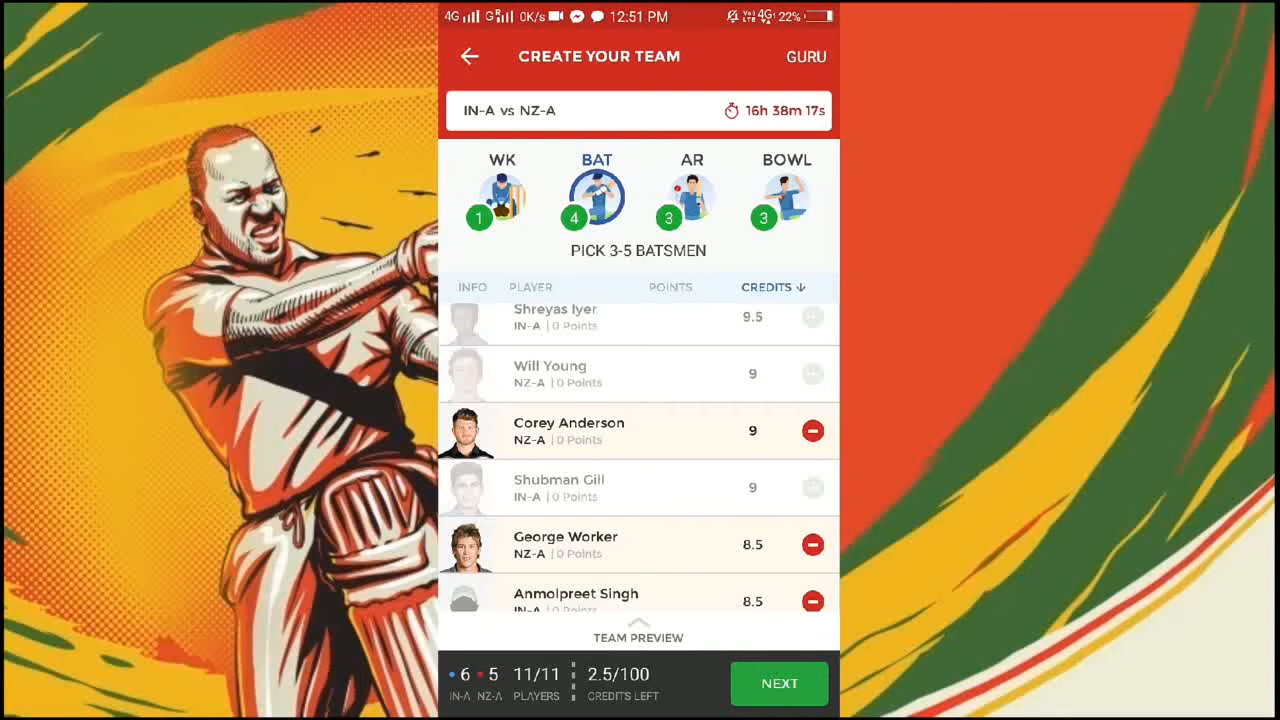 4G G R 0K/s 12:51 PM VoLTE 4G 22%
CREATE YOUR TEAM GURU
IN-A vs NZ-A 16h 38m 17s
WK BAT AR BOWL
1 4 3 3
PICK 3-5 BATSMEN
INFO PLAYER POINTS CREDITS ↓
Shreyas Iyer
IN-A | 0 Points 9.5
Will Young
NZ-A | 0 Points 9
Corey Anderson
NZ-A | 0 Points 9
Shubman Gill
IN-A | 0 Points 9
George Worker
NZ-A | 0 Points 8.5
Anmolpreet Singh
IN-A | 0 Points 8.5
TEAM PREVIEW
6 5 11/11 2.5/100 NEXT
IN-A NZ-A PLAYERS CREDITS LEFT